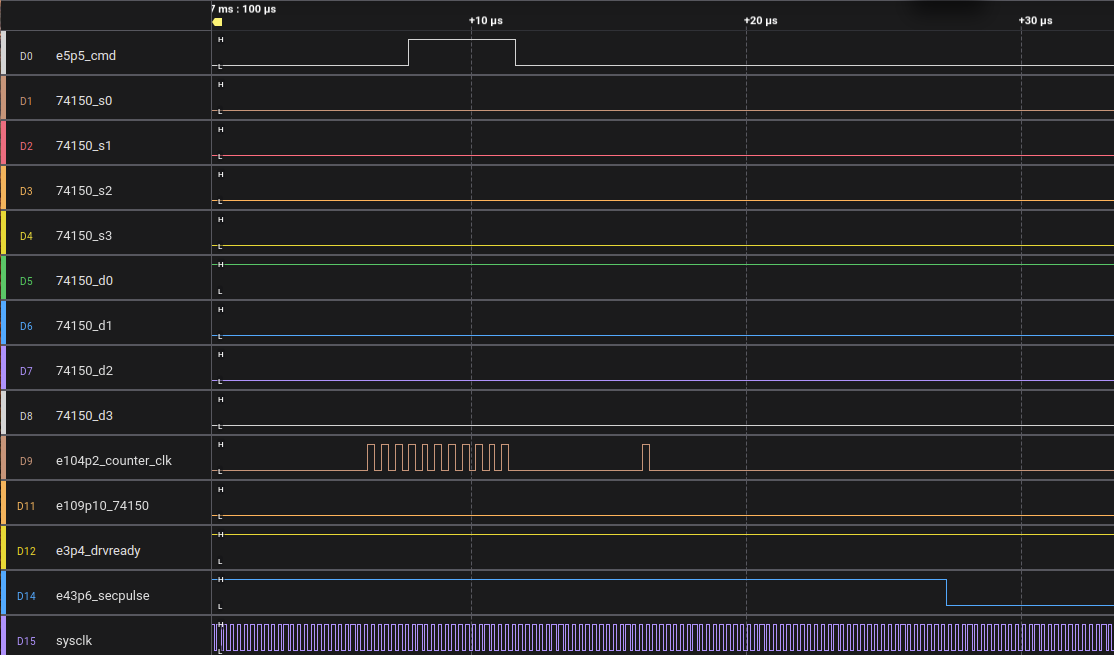 7 ms : 100 µs
+10 µs
+20 µs
+30 µs
D0 e5p5_cmd H L
D1 74150_s0 H L
D2 74150_s1 H L
D3 74150_s2 H L
D4 74150_s3 H L
D5 74150_d0 H L
D6 74150_d1 H L
D7 74150_d2 H L
D8 74150_d3 H L
D9 e104p2_counter_clk H L
D11 e109p10_74150 H L
D12 e3p4_drvready H L
D14 e43p6_secpulse H L
D15 sysclk H L